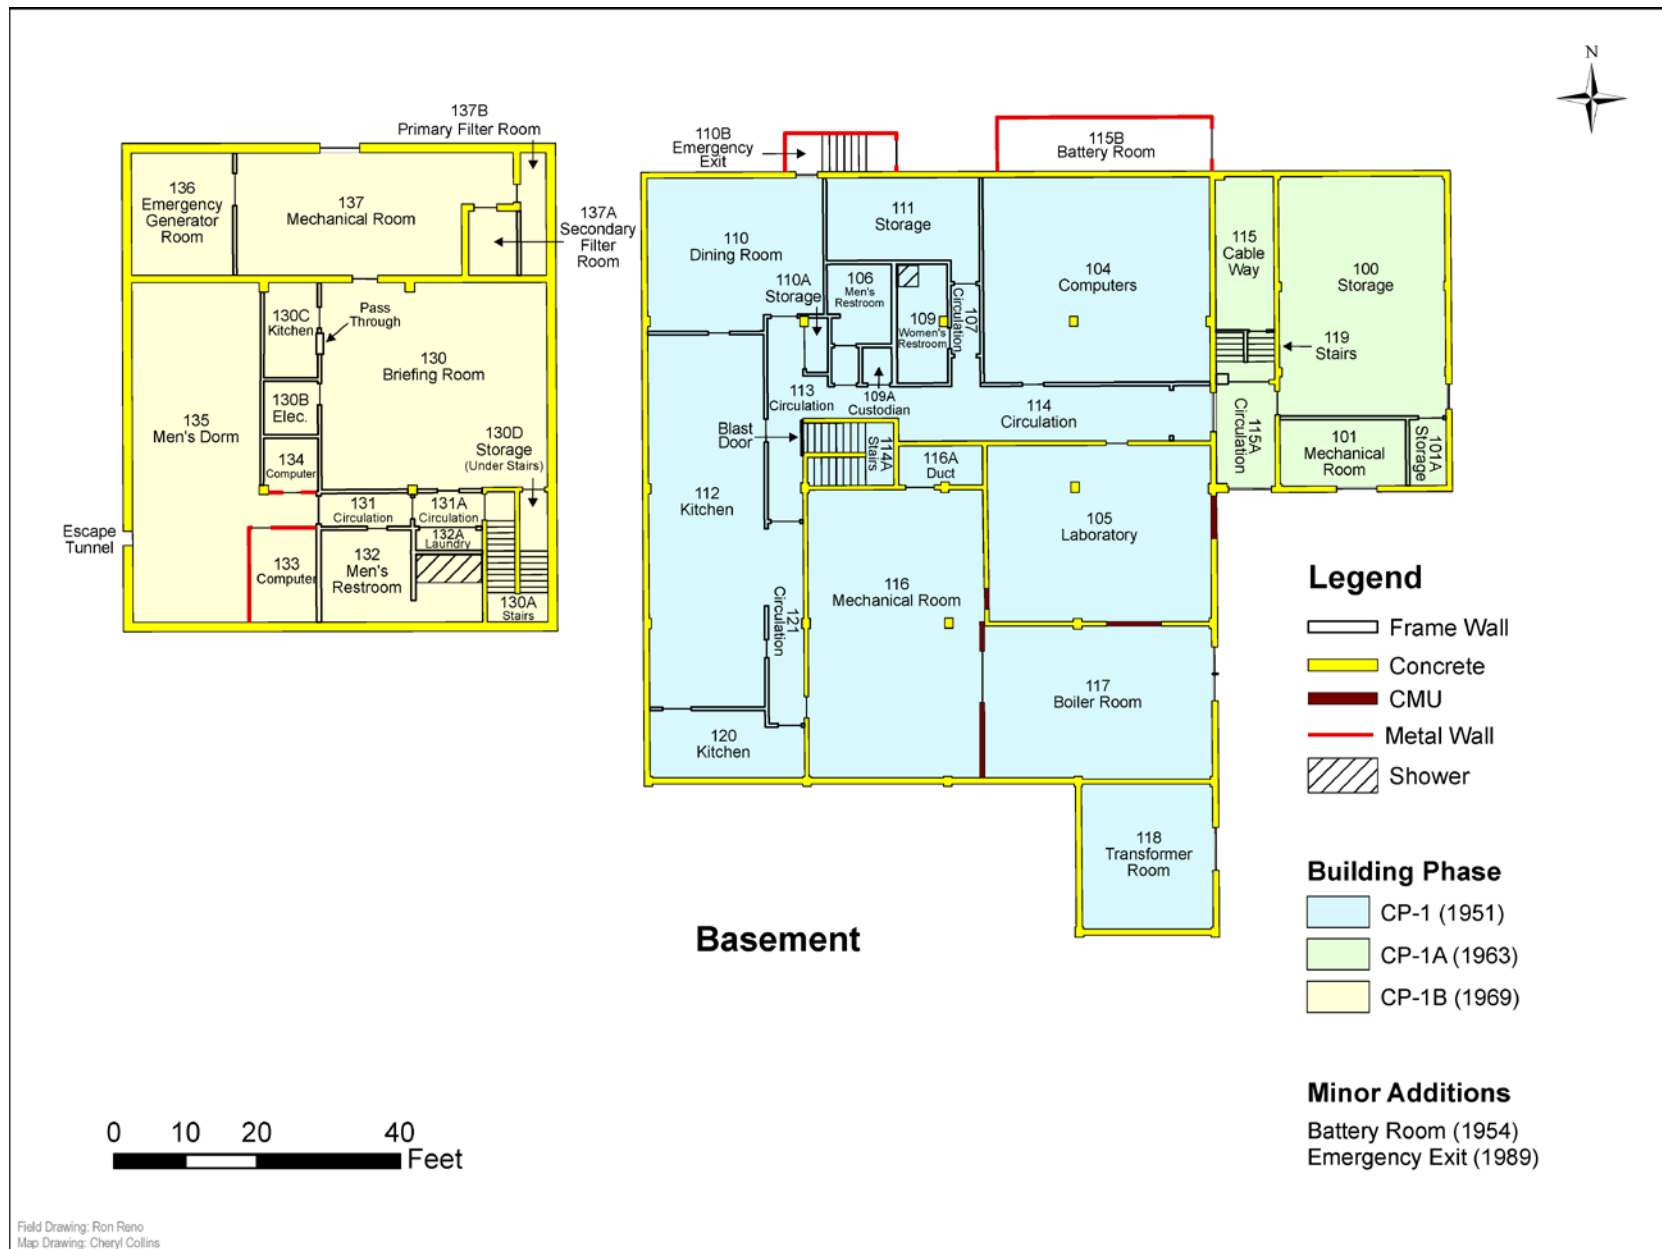 N
137B
Primary Filter Room
136
Emergency
Generator
Room
137
Mechanical Room
137A
Secondary
Filter
Room
130C
Kitchen
Pass
Through
130
Briefing Room
130B
Elec.
135
Men's Dorm
134
Computer
130D
Storage
(Under Stairs)
131
Circulation
131A
Circulation
132A
Laundry
Escape
Tunnel
133
Computer
132
Men's
Restroom
130A
Stairs
110B
Emergency
Exit
115B
Battery Room
110
Dining Room
111
Storage
110A
Storage
106
Men's
Restroom
109
Women's
Restroom
107
Circulation
104
Computers
115
Cable
Way
100
Storage
119
Stairs
113
Circulation
109A
Custodian
114
Circulation
115A
Circulation
101
Mechanical
Room
101A
Storage
Blast
Door
114A
Stairs
116A
Duct
112
Kitchen
105
Laboratory
116
Mechanical Room
121
Circulation
117
Boiler Room
120
Kitchen
118
Transformer
Room
Basement
Legend
Frame Wall
Concrete
CMU
Metal Wall
Shower
Building Phase
CP-1 (1951)
CP-1A (1963)
CP-1B (1969)
Minor Additions
Battery Room (1954)
Emergency Exit (1989)
0 10 20 40
Feet
Field Drawing: Ron Reno
Map Drawing: Cheryl Collins